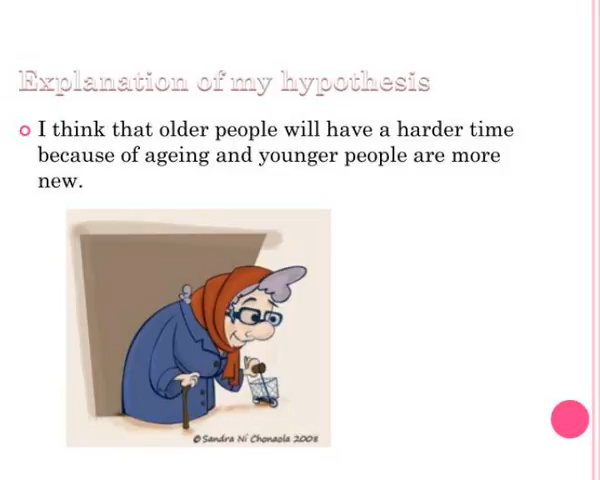 Explanation of my hypothesis
I think that older people will have a harder time
because of ageing and younger people are more
new.
© Sandra Ní Chonaola 2008